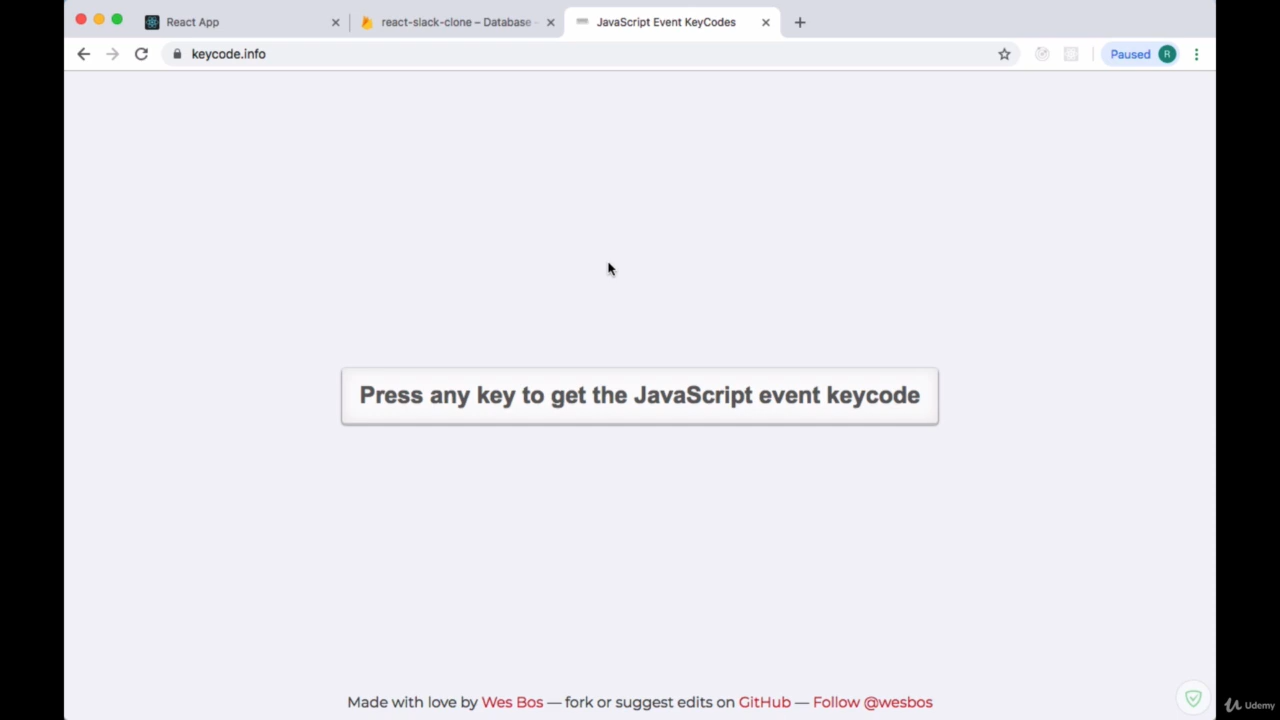 React App
react-slack-clone – Database -
JavaScript Event KeyCodes
keycode.info
Paused R
Press any key to get the JavaScript event keycode
Made with love by Wes Bos — fork or suggest edits on GitHub — Follow @wesbos
Udemy